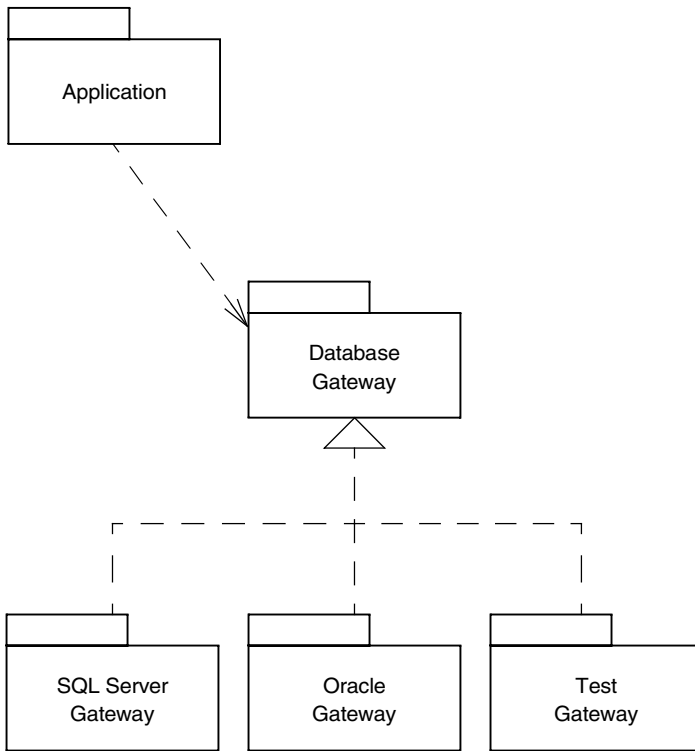 Application
Database
Gateway
SQL Server
Gateway
Oracle
Gateway
Test
Gateway